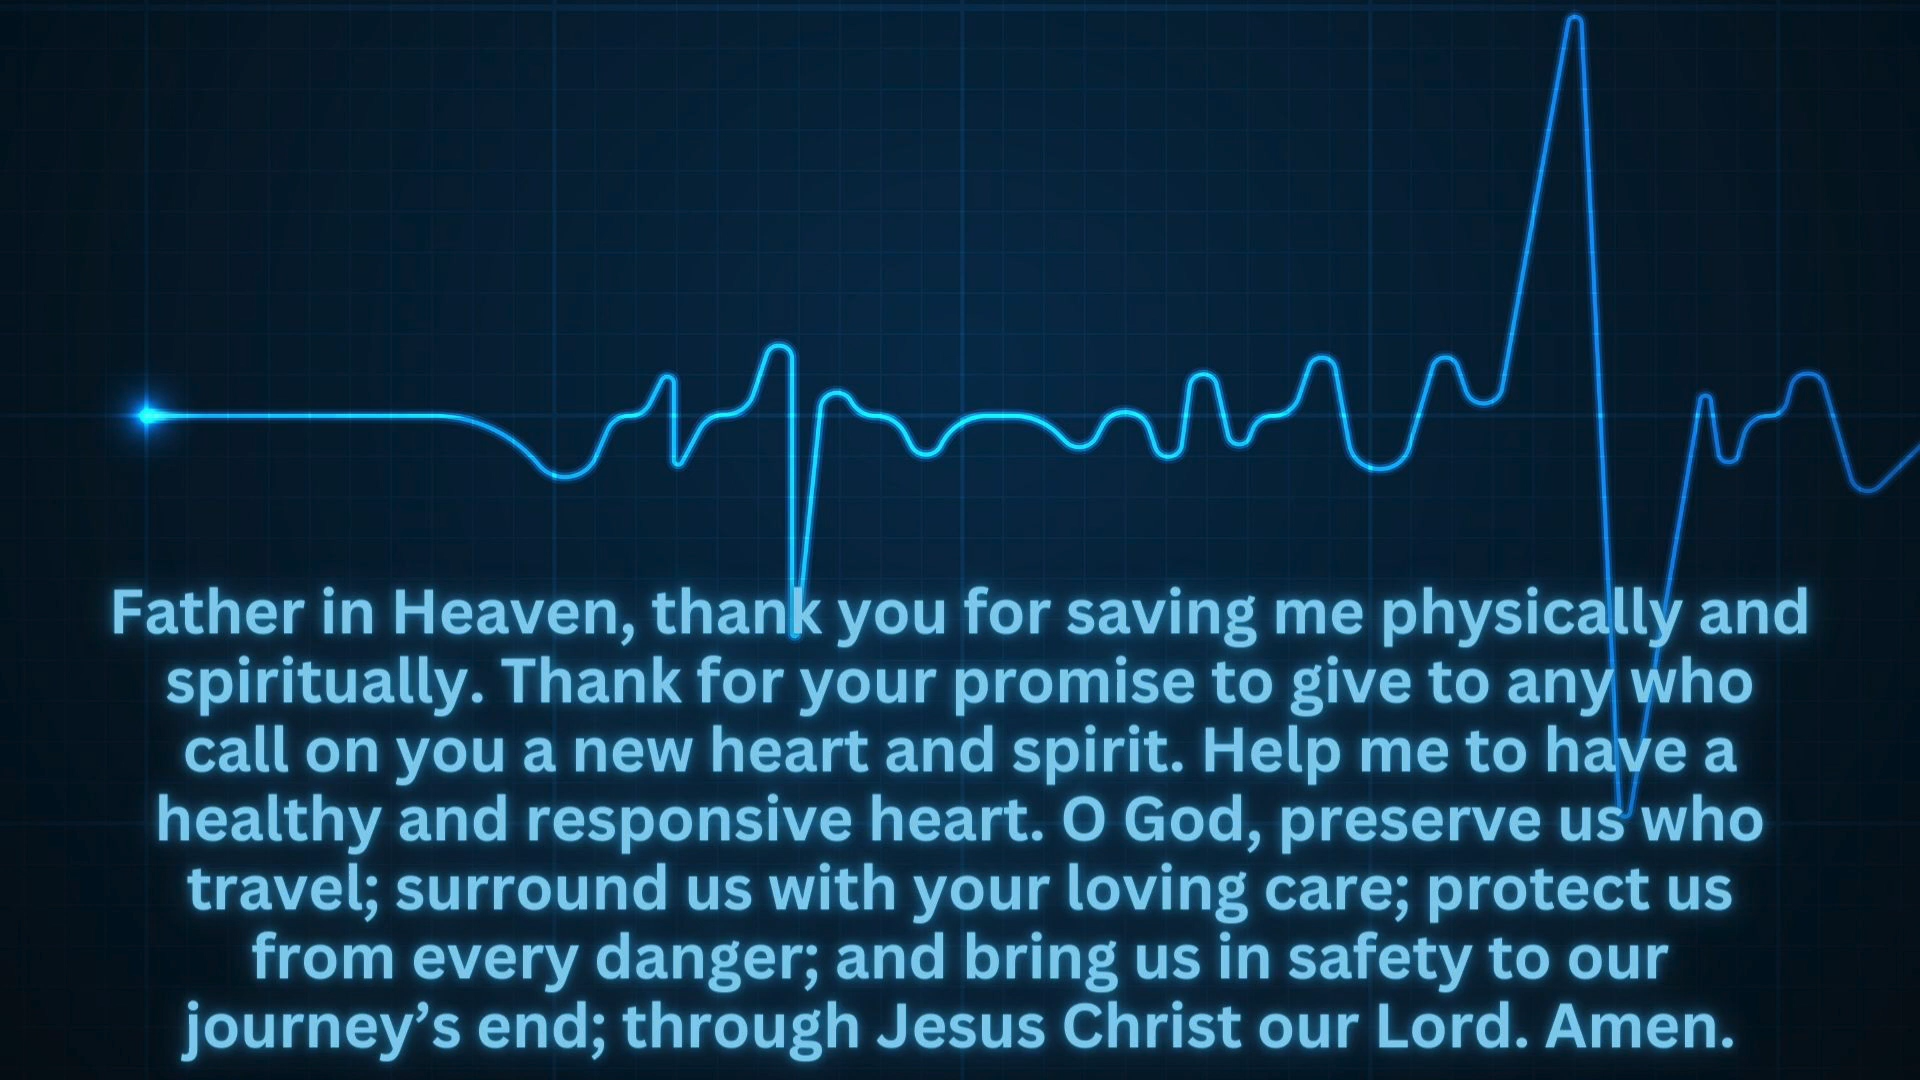 Father in Heaven, thank you for saving me physically and
spiritually. Thank for your promise to give to any who
call on you a new heart and spirit. Help me to have a
healthy and responsive heart. O God, preserve us who
travel; surround us with your loving care; protect us
from every danger; and bring us in safety to our
journey’s end; through Jesus Christ our Lord. Amen.